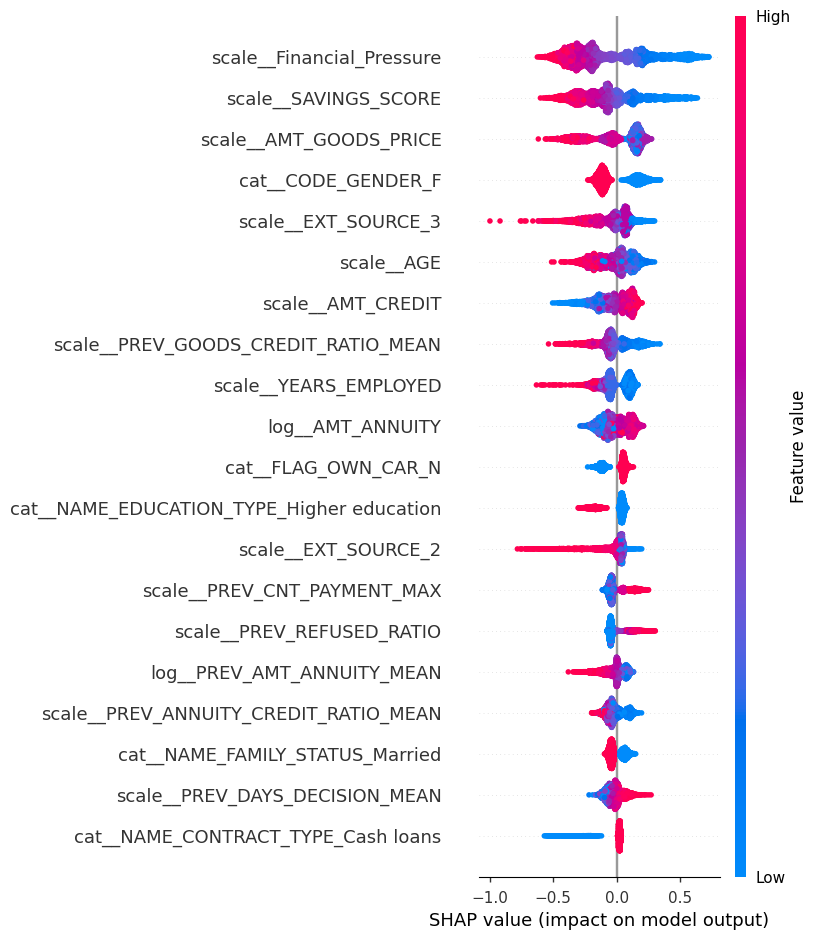 High
scale__Financial_Pressure
scale__SAVINGS_SCORE
scale__AMT_GOODS_PRICE
cat__CODE_GENDER_F
scale__EXT_SOURCE_3
scale__AGE
scale__AMT_CREDIT
scale__PREV_GOODS_CREDIT_RATIO_MEAN
scale__YEARS_EMPLOYED
log__AMT_ANNUITY
cat__FLAG_OWN_CAR_N
cat__NAME_EDUCATION_TYPE_Higher education
scale__EXT_SOURCE_2
scale__PREV_CNT_PAYMENT_MAX
scale__PREV_REFUSED_RATIO
log__PREV_AMT_ANNUITY_MEAN
scale__PREV_ANNUITY_CREDIT_RATIO_MEAN
cat__NAME_FAMILY_STATUS_Married
scale__PREV_DAYS_DECISION_MEAN
cat__NAME_CONTRACT_TYPE_Cash loans
Feature value
Low
−1.0 −0.5 0.0 0.5
SHAP value (impact on model output)